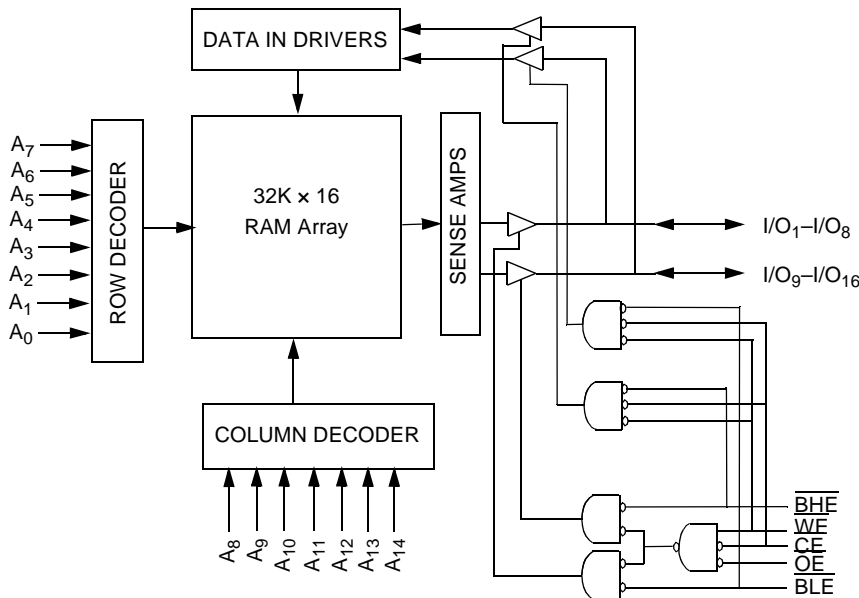 DATA IN DRIVERS
A7
A6
A5
A4
A3
A2
A1
A0
ROW DECODER
32K × 16
RAM Array
SENSE AMPS
I/O1–I/O8
I/O9–I/O16
COLUMN DECODER
A8
A9
A10
A11
A12
A13
A14
BHE
WE
CE
OE
BLE